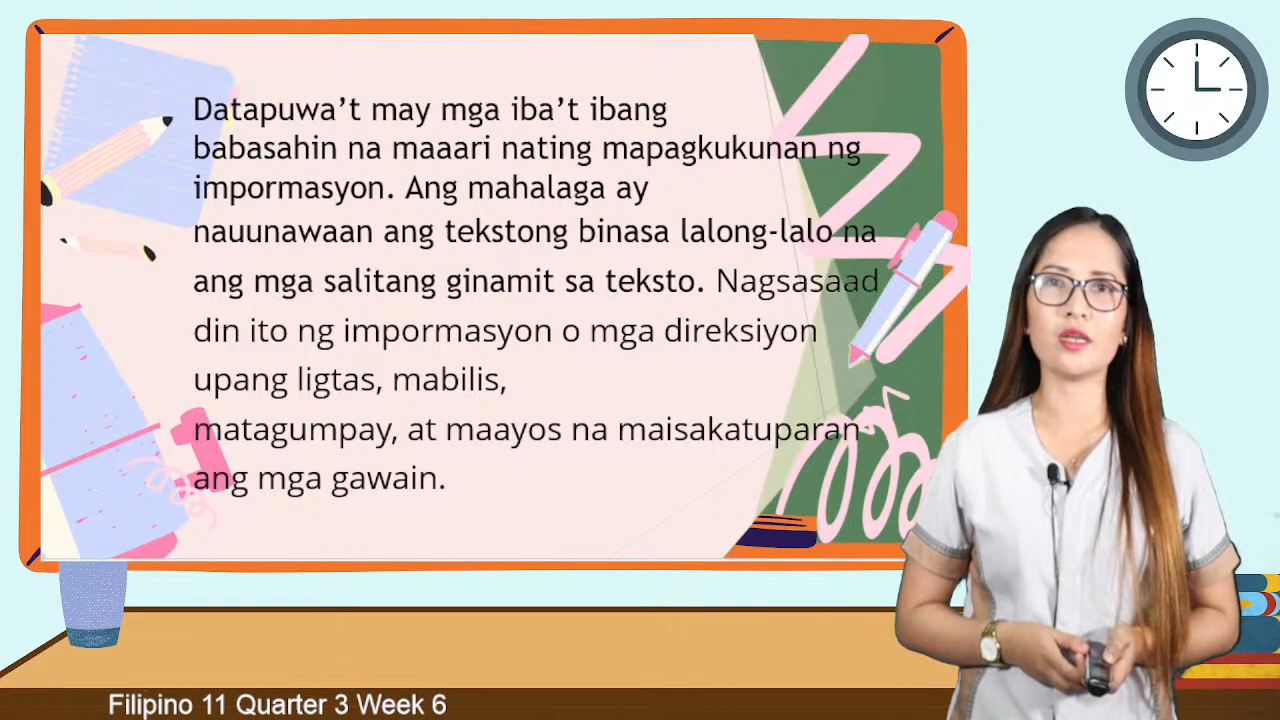 Datapuwa’t may mga iba’t ibang
babasahin na maaari nating mapagkukunan ng
impormasyon. Ang mahalaga ay
nauunawaan ang tekstong binasa lalong-lalo na
ang mga salitang ginamit sa teksto. Nagsasaad
din ito ng impormasyon o mga direksiyon
upang ligtas, mabilis,
matagumpay, at maayos na maisakatuparan
ang mga gawain.
Filipino 11 Quarter 3 Week 6